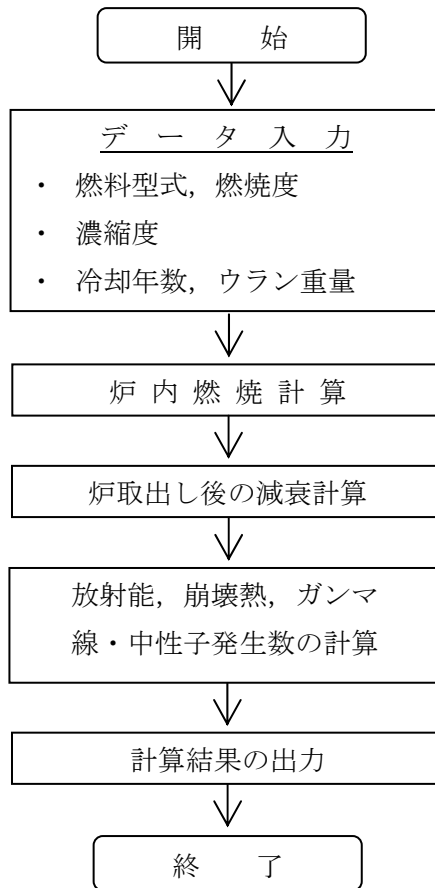 開 始
デ ー タ 入 力
・ 燃料型式，燃焼度
・ 濃縮度
・ 冷却年数，ウラン重量
炉 内 燃 焼 計 算
炉取出し後の減衰計算
放射能，崩壊熱，ガンマ
線・中性子発生数の計算
計算結果の出力
終 了